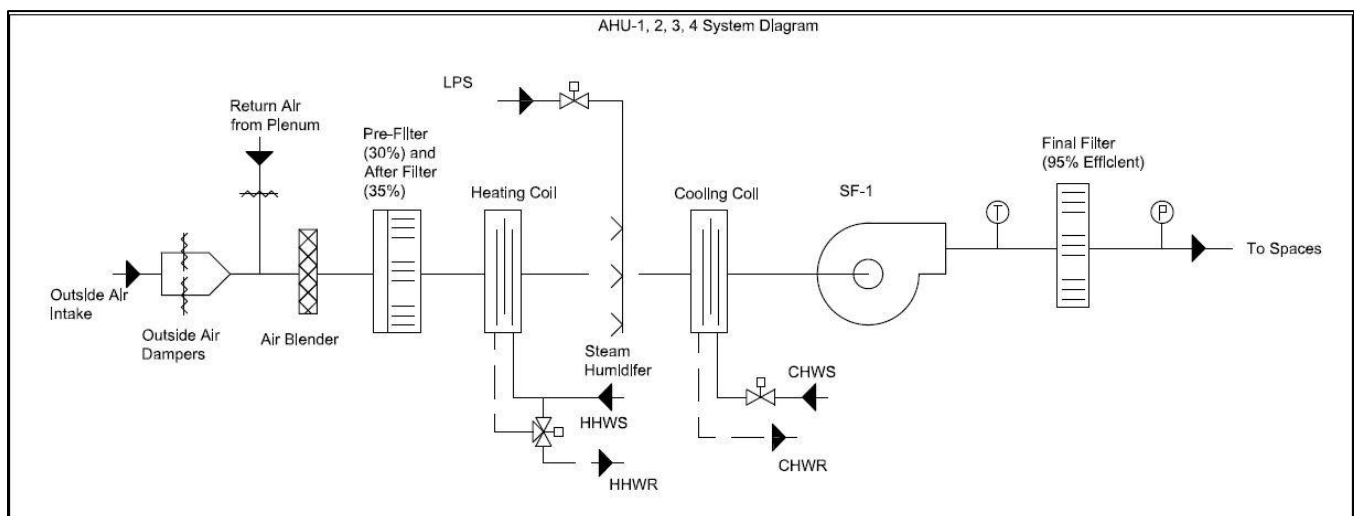 AHU-1, 2, 3, 4 System Diagram
LPS
Return Air
from Plenum
Pre-Filter
(30%) and
After Filter
(35%)
Heating Coil
Cooling Coil
SF-1
Final Filter
(95% Efficient)
T
P
To Spaces
Outside Air
Intake
Outside Air
Dampers
Air Blender
Steam
Humidifer
HHWS
HHWR
CHWS
CHWR